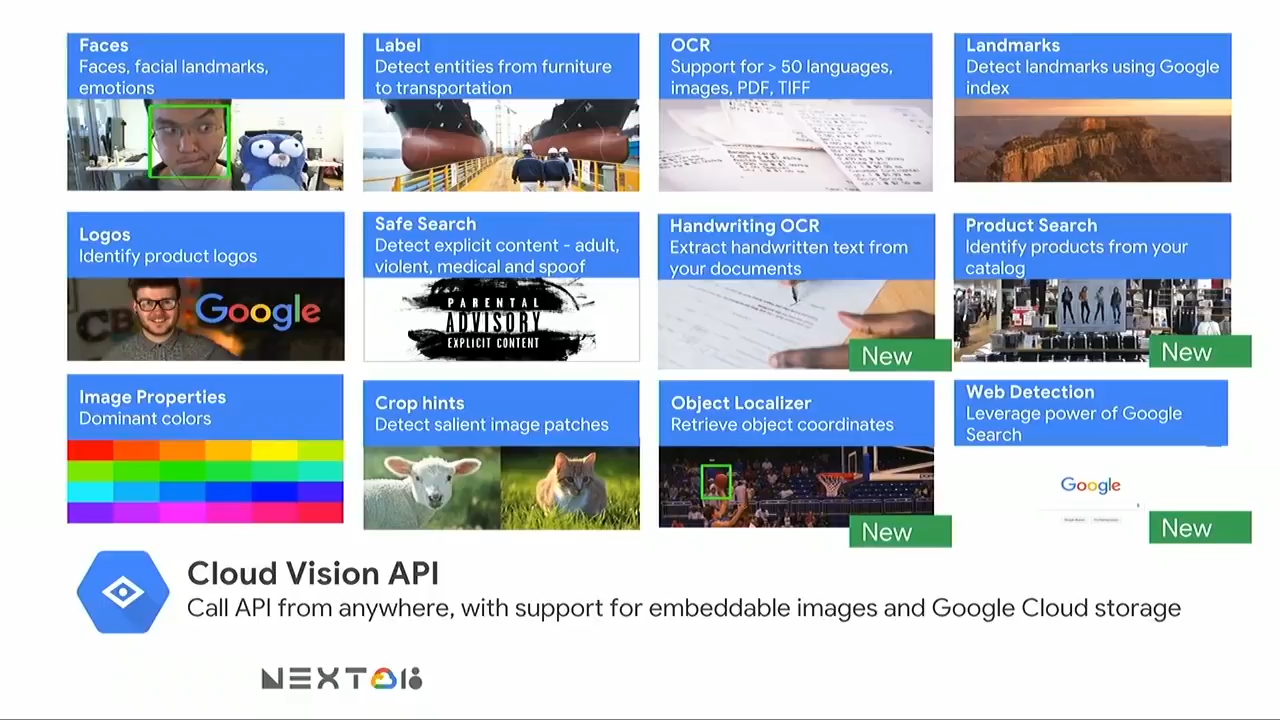 Faces
Faces, facial landmarks,
emotions
Label
Detect entities from furniture
to transportation
OCR
Support for > 50 languages,
images, PDF, TIFF
Landmarks
Detect landmarks using Google
index
Logos
Identify product logos
Google
Safe Search
Detect explicit content - adult,
violent, medical and spoof
PARENTAL
ADVISORY
EXPLICIT CONTENT
Handwriting OCR
Extract handwritten text from
your documents
New
Product Search
Identify products from your
catalog
New
Image Properties
Dominant colors
Crop hints
Detect salient image patches
Object Localizer
Retrieve object coordinates
New
Web Detection
Leverage power of Google
Search
Google
New
Cloud Vision API
Call API from anywhere, with support for embeddable images and Google Cloud storage
NEXT 18